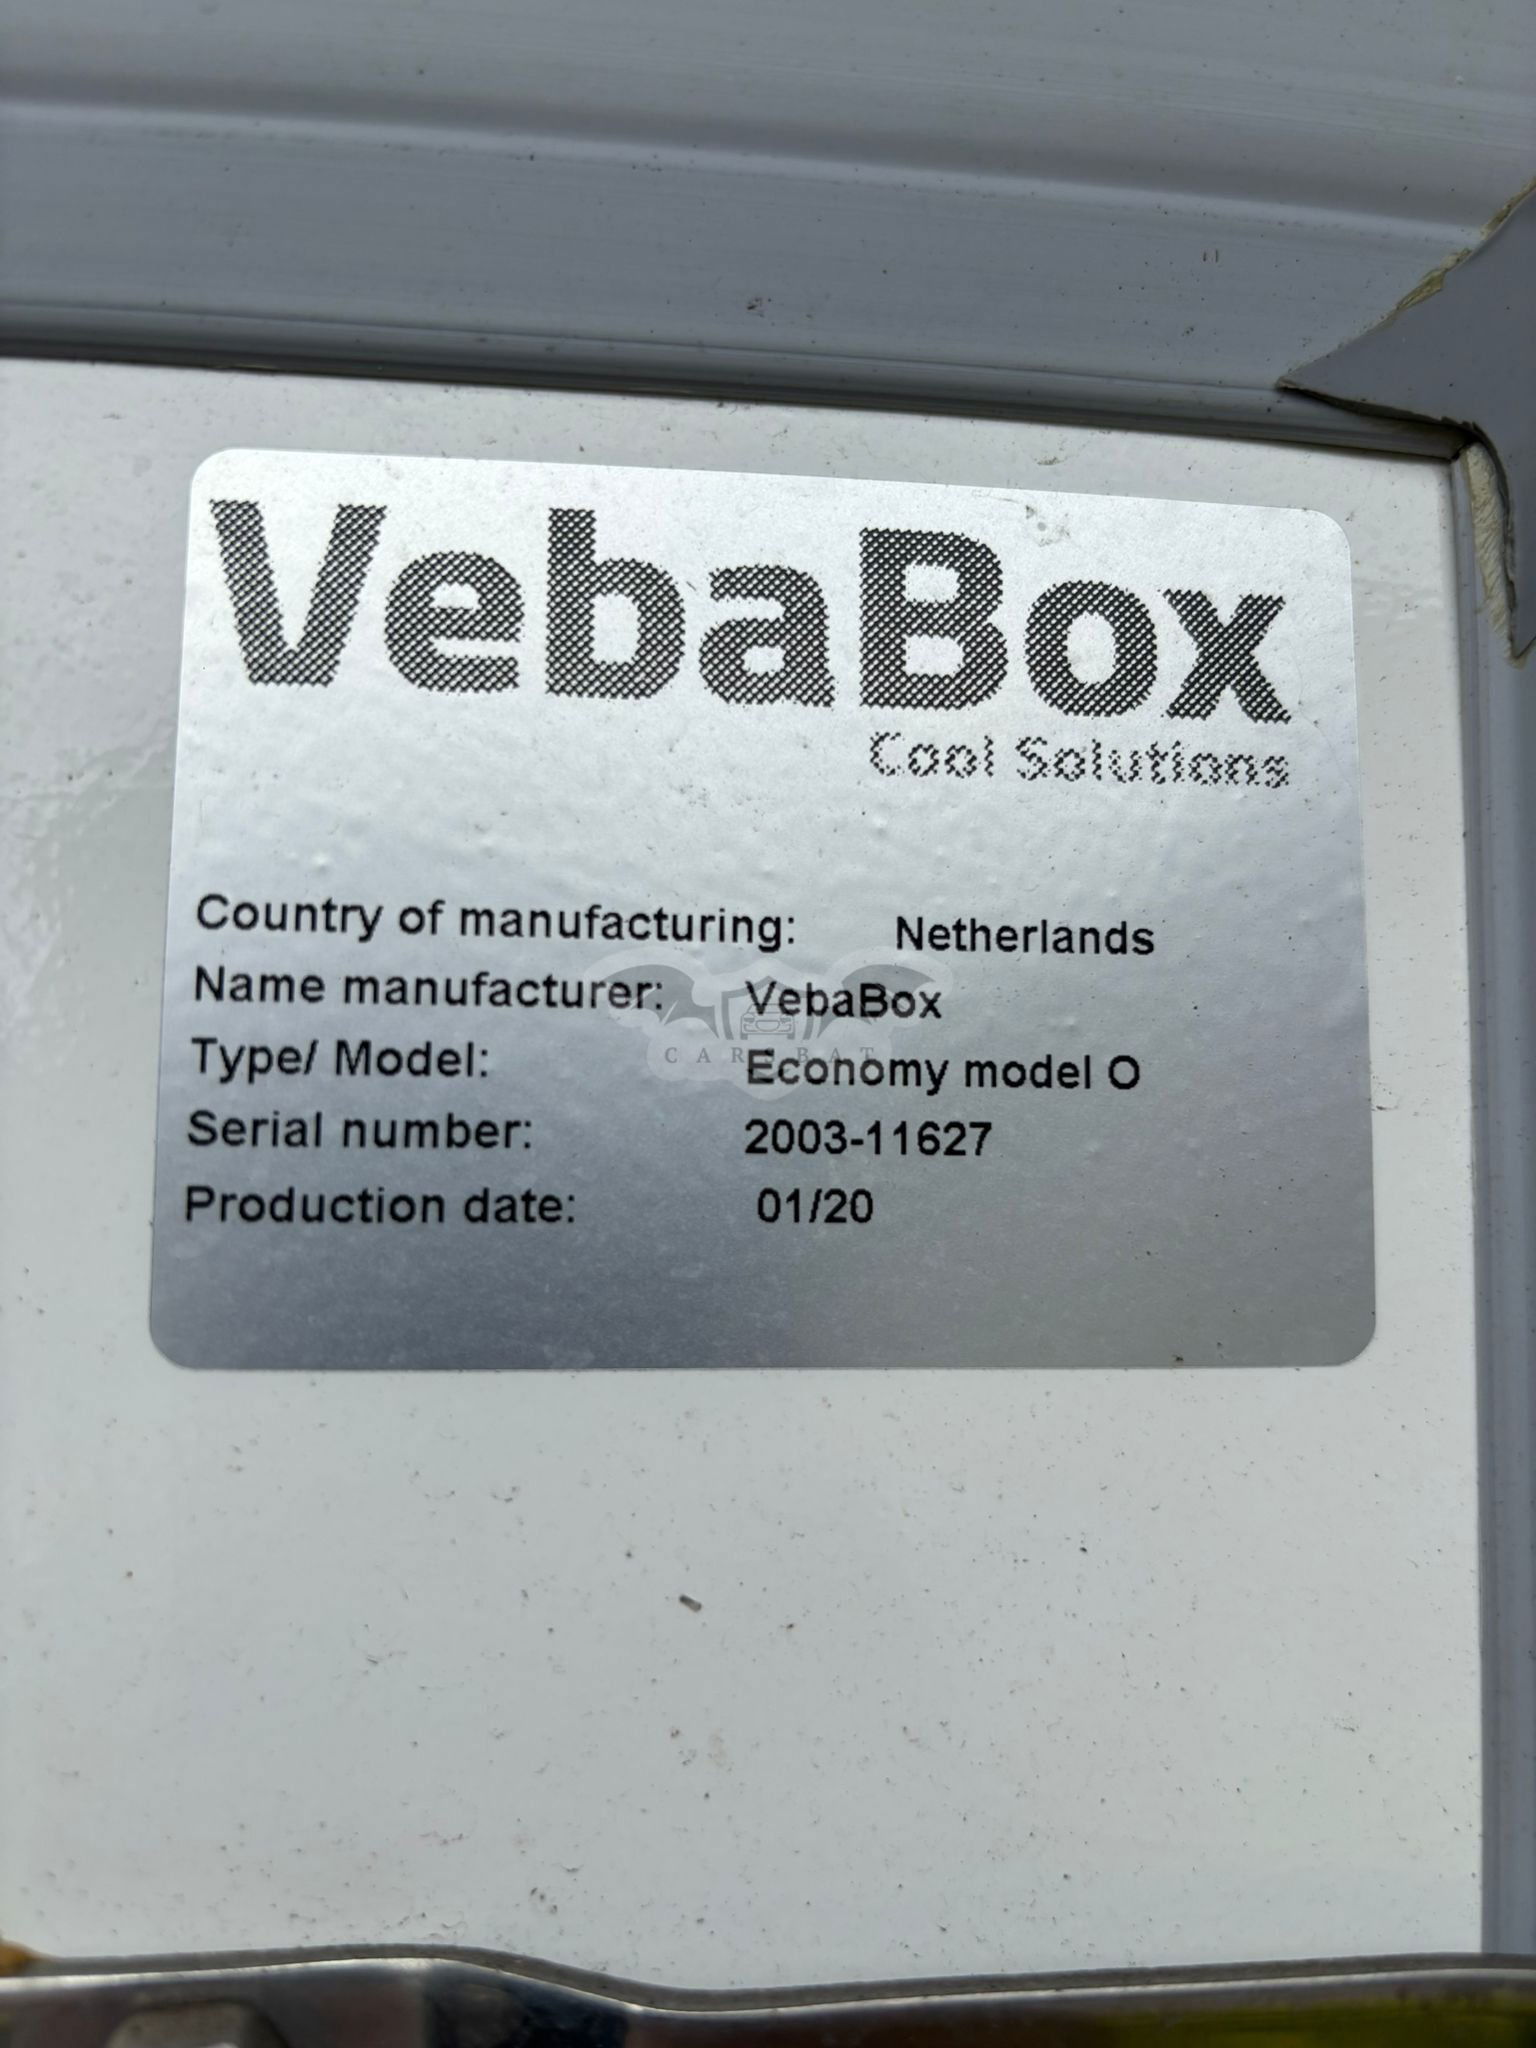 VebaBox
Cool Solutions
Country of manufacturing: Netherlands
Name manufacturer: VebaBox
CARSBAT
Type/ Model: Economy model O
Serial number: 2003-11627
Production date: 01/20